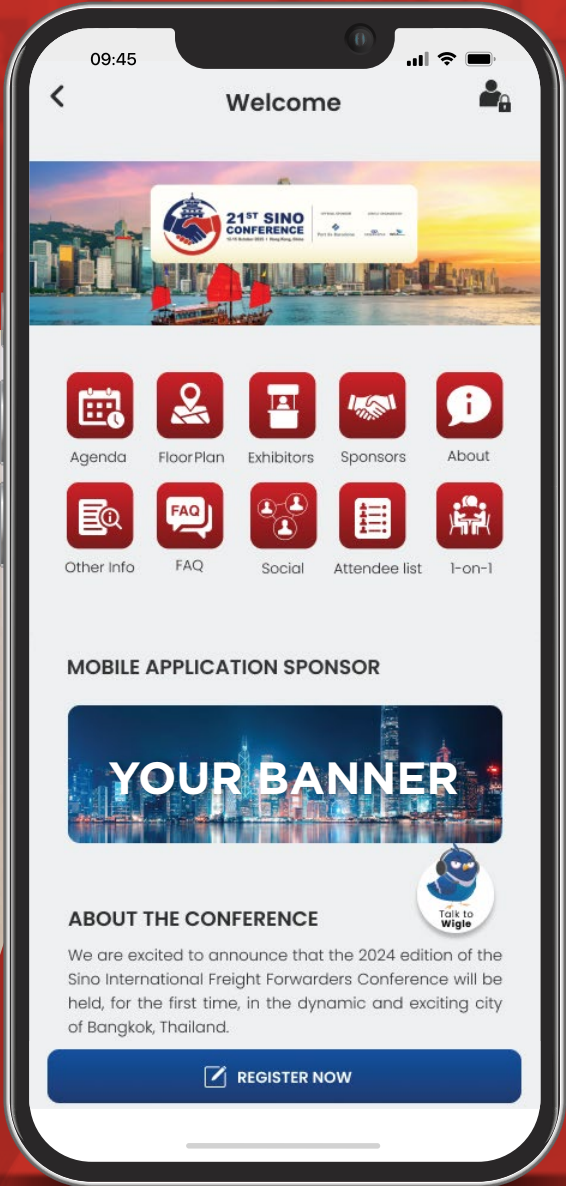 09:45
Welcome
21ST SINO
CONFERENCE
Port de Barcelona
Agenda
FloorPlan
Exhibitors
Sponsors
About
FAQ
Other Info
FAQ
Social
Attendee list
1-on-1
MOBILE APPLICATION SPONSOR
YOUR BANNER
Talk to
Wigle
ABOUT THE CONFERENCE
We are excited to announce that the 2024 edition of the
Sino International Freight Forwarders Conference will be
held, for the first time, in the dynamic and exciting city
of Bangkok, Thailand.
REGISTER NOW